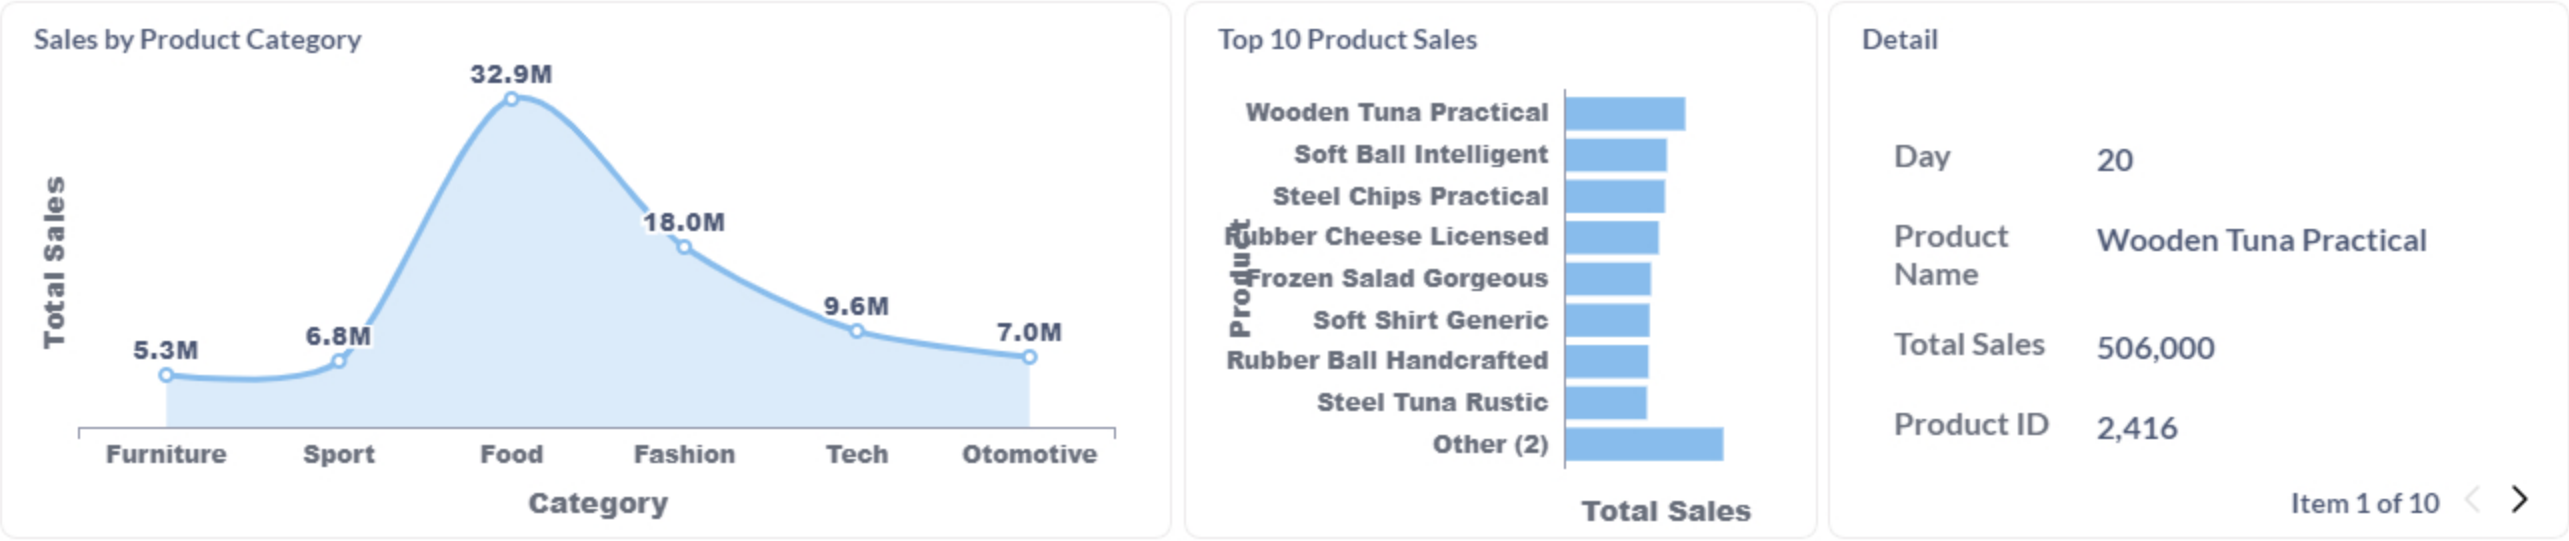 Sales by Product Category
32.9M
18.0M
9.6M
7.0M
6.8M
5.3M
Total Sales
Furniture Sport Food Fashion Tech Otomotive
Category
Top 10 Product Sales
Product
Wooden Tuna Practical
Soft Ball Intelligent
Steel Chips Practical
Rubber Cheese Licensed
Frozen Salad Gorgeous
Soft Shirt Generic
Rubber Ball Handcrafted
Steel Tuna Rustic
Other (2)
Total Sales
Detail
Day 20
Product Wooden Tuna Practical
Name
Total Sales 506,000
Product ID 2,416
Item 1 of 10